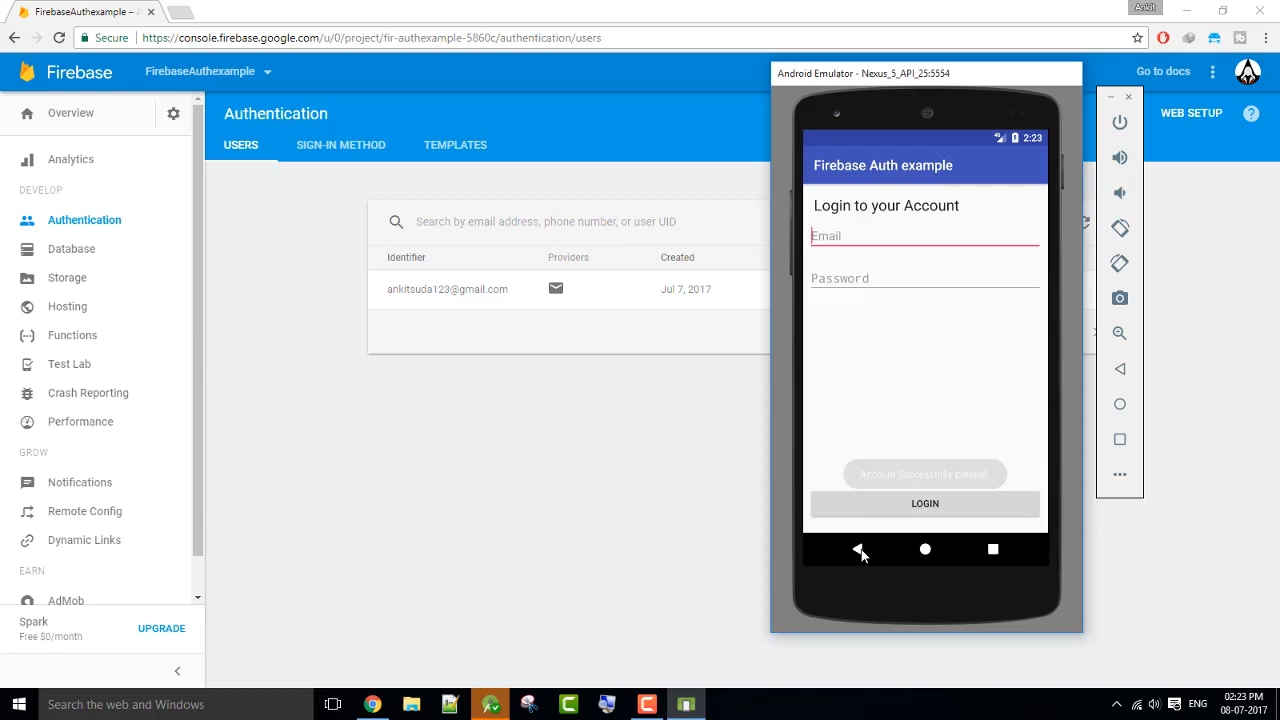 FirebaseAuthexample – 
Ankit
Secure
https://console.firebase.google.com/u/0/project/fir-authexample-5860c/authentication/users
Firebase
FirebaseAuthexample
Go to docs
Overview
Authentication
WEB SETUP
USERS
SIGN-IN METHOD
TEMPLATES
Analytics
DEVELOP
Authentication
Database
Storage
Hosting
Functions
Test Lab
Crash Reporting
Performance
GROW
Notifications
Remote Config
Dynamic Links
EARN
AdMob
Spark
Free $0/month
UPGRADE
Search by email address, phone number, or user UID
Identifier
Providers
Created
ankitsuda123@gmail.com
Jul 7, 2017
Android Emulator - Nexus_5_API_25:5554
2:23
Firebase Auth example
Login to your Account
Email
Password
Account Successfully created
LOGIN
Search the web and Windows
ENG
02:23 PM
08-07-2017